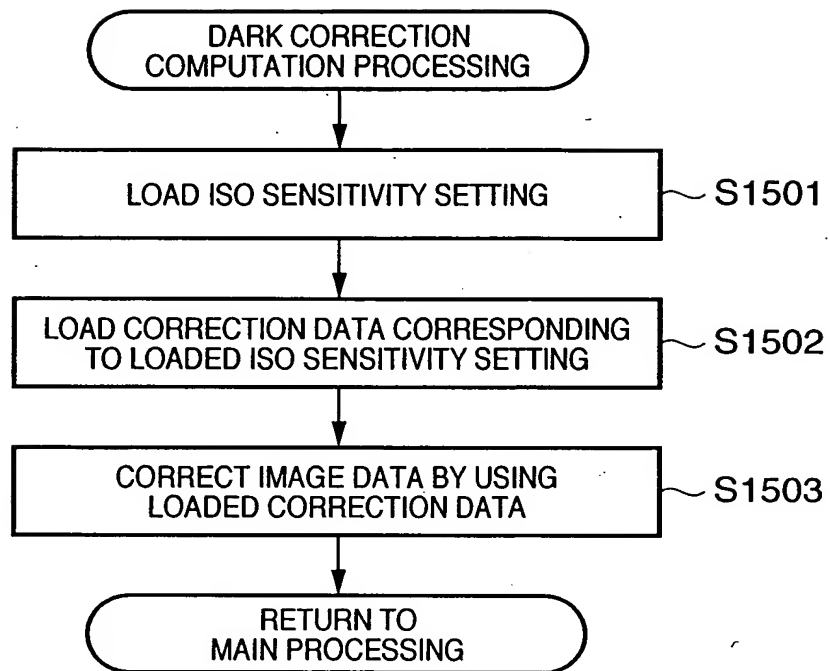 DARK CORRECTION
COMPUTATION PROCESSING
LOAD ISO SENSITIVITY SETTING
S1501
LOAD CORRECTION DATA CORRESPONDING
TO LOADED ISO SENSITIVITY SETTING
S1502
CORRECT IMAGE DATA BY USING
LOADED CORRECTION DATA
S1503
RETURN TO
MAIN PROCESSING